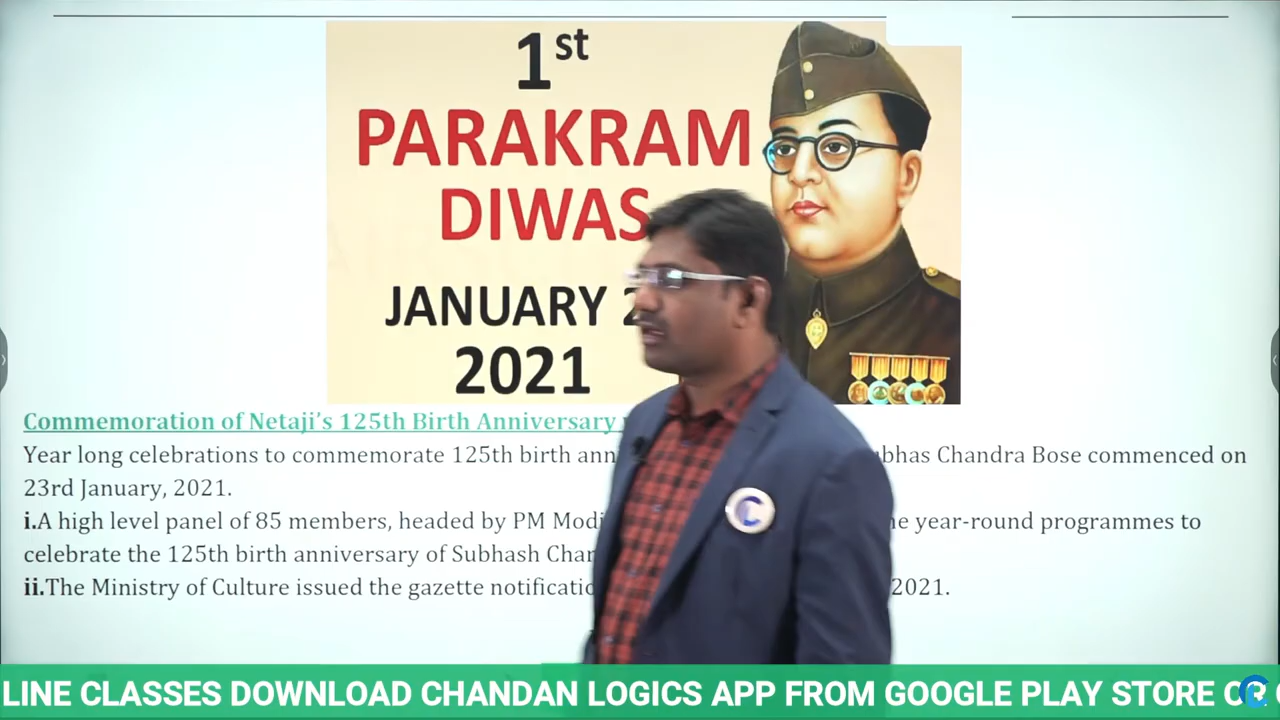 1st
PARAKRAM
DIWAS
JANUARY 2
2021
Commemoration of Netaji's 125th Birth Anniversary
Year long celebrations to commemorate 125th birth ann bhas Chandra Bose commenced on
23rd January, 2021.
i.A high level panel of 85 members, headed by PM Modi year-round programmes to
celebrate the 125th birth anniversary of Subhash Char
ii.The Ministry of Culture issued the gazette notificatio 2021.
LINE CLASSES DOWNLOAD CHANDAN LOGICS APP FROM GOOGLE PLAY STORE